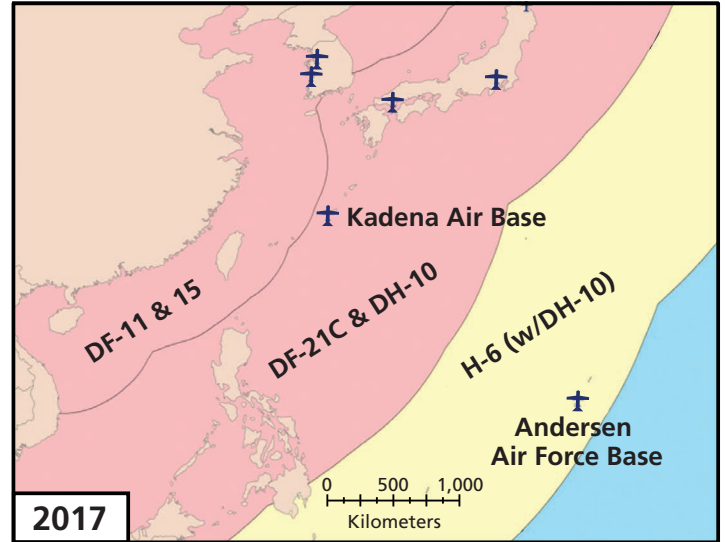 Kadena Air Base
DF-11 & 15
DF-21C & DH-10
H-6 (w/DH-10)
Andersen
Air Force Base
0 500 1,000
Kilometers
2017